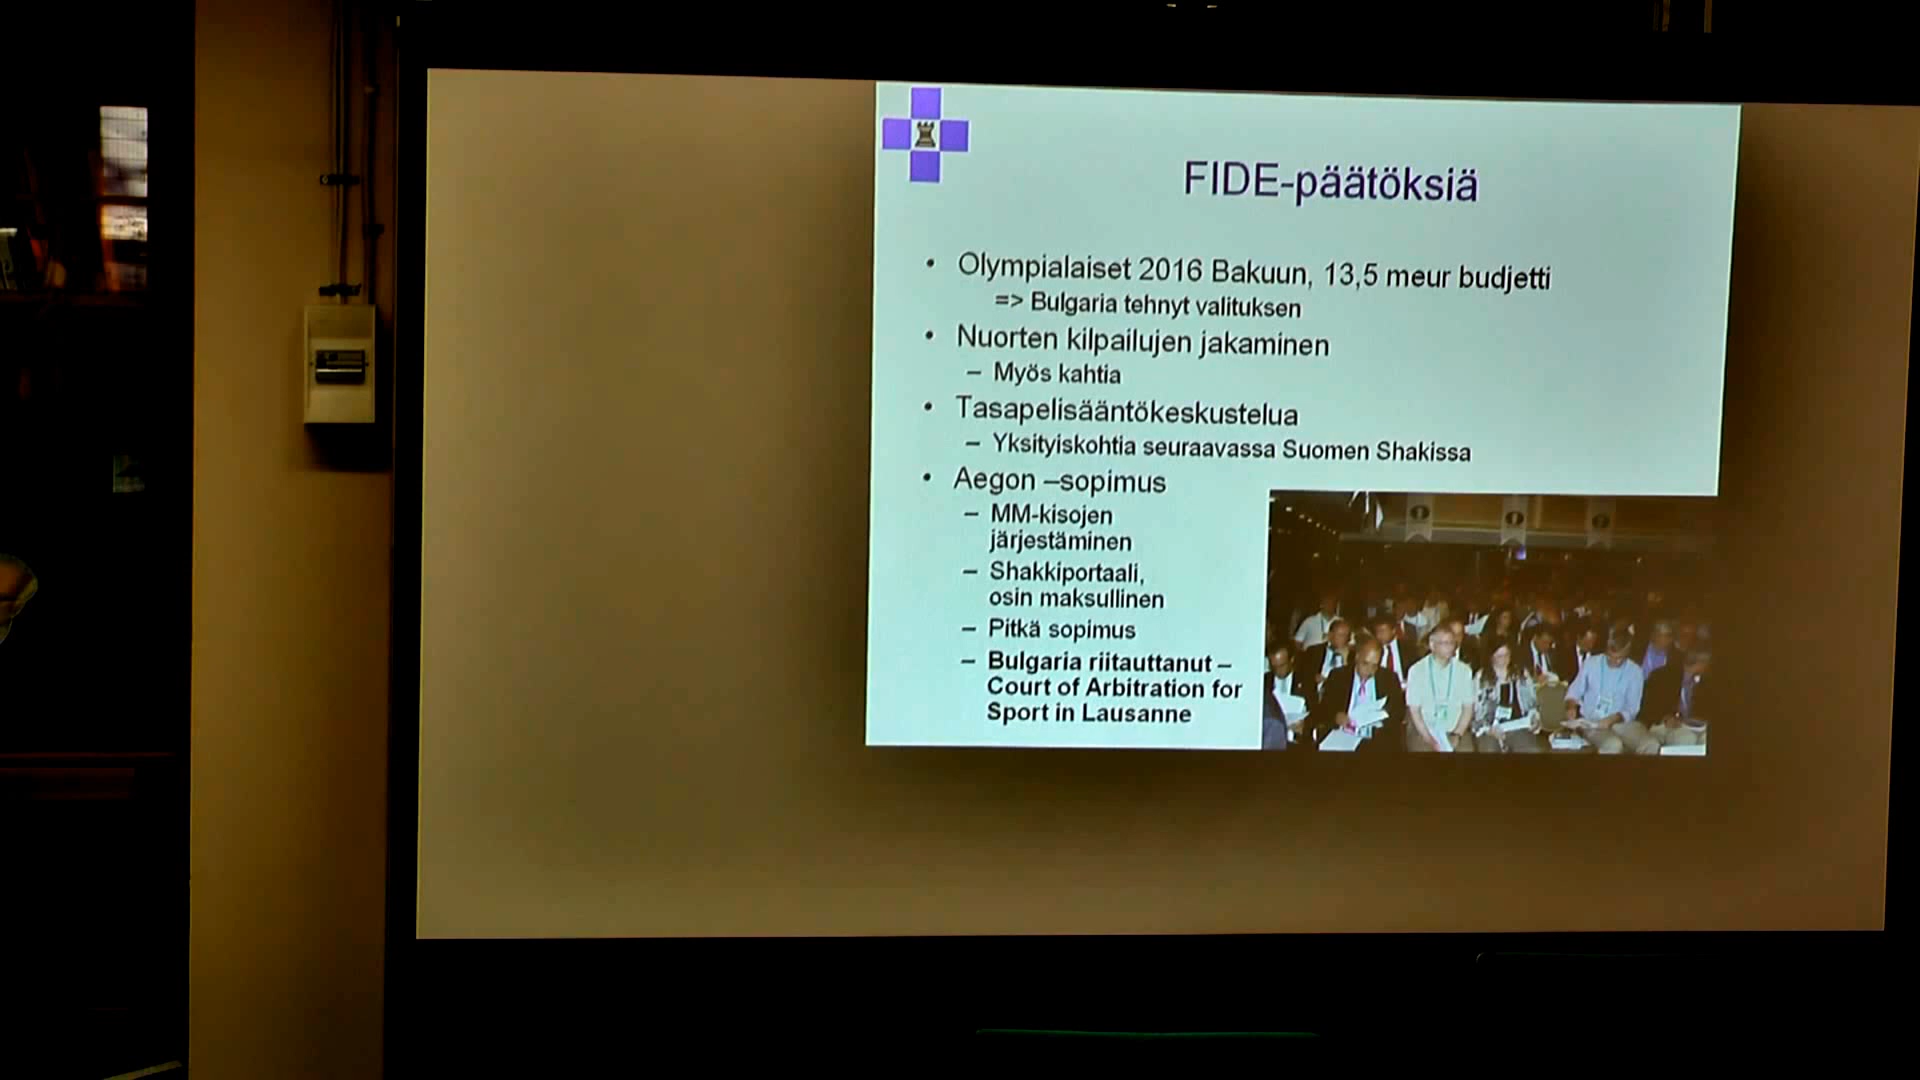 FIDE-päätöksiä
• Olympialaiset 2016 Bakuun, 13,5 meur budjetti
=> Bulgaria tehnyt valituksen
• Nuorten kilpailujen jakaminen
– Myös kahtia
• Tasapelisääntökeskustelua
– Yksityiskohtia seuraavassa Suomen Shakissa
• Aegon –sopimus
– MM-kisojen
järjestäminen
– Shakkiportaali,
osin maksullinen
– Pitkä sopimus
– Bulgaria riitauttanut –
Court of Arbitration for
Sport in Lausanne